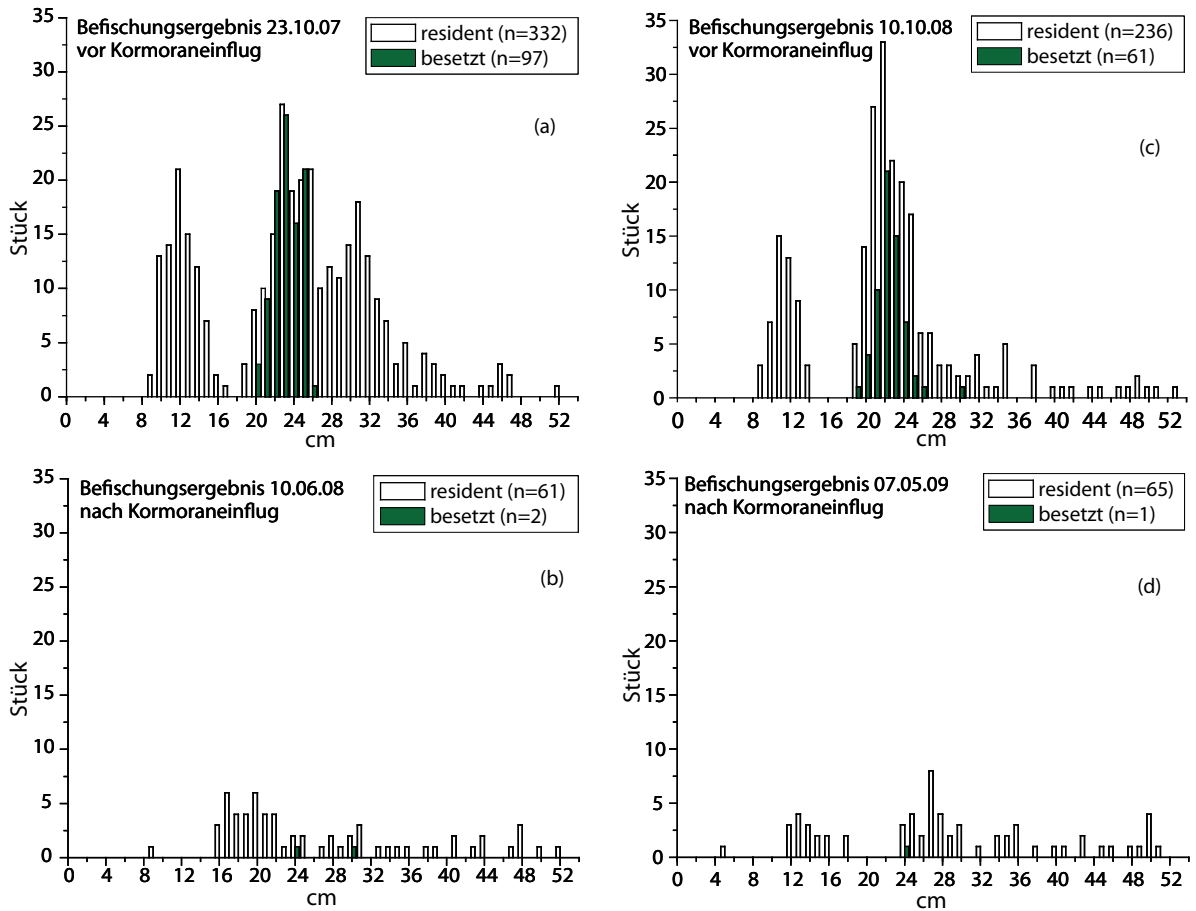 Befischungsergebnis 23.10.07
vor Kormoraneinflug
resident (n=332)
besetzt (n=97)
(a)
Stück
35
30
25
20
15
10
5
0
0 4 8 12 16 20 24 28 32 36 40 44 48 52
cm
Befischungsergebnis 10.10.08
vor Kormoraneinflug
resident (n=236)
besetzt (n=61)
(c)
Stück
35
30
25
20
15
10
5
0
0 4 8 12 16 20 24 28 32 36 40 44 48 52
cm
Befischungsergebnis 10.06.08
nach Kormoraneinflug
resident (n=61)
besetzt (n=2)
(b)
Stück
35
30
25
20
15
10
5
0
0 4 8 12 16 20 24 28 32 36 40 44 48 52
cm
Befischungsergebnis 07.05.09
nach Kormoraneinflug
resident (n=65)
besetzt (n=1)
(d)
Stück
35
30
25
20
15
10
5
0
0 4 8 12 16 20 24 28 32 36 40 44 48 52
cm